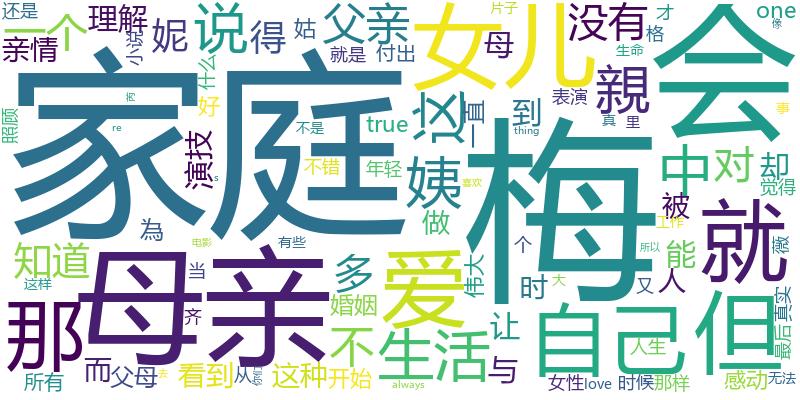 还是 理解 父亲 没有 片子 才 one
一个 妮 说 得 姑 母 女儿 会 格 像
亲情 小说 就是 付出 生命
什么 親
照顾 家庭 好 这 一直 到 表演 真 里 事
两 不是 true thing
re 演技 不错 年轻 姨 梅 中 对 却
s 喜欢 觉得
為 做 被 工作
知道 母亲 电影 有些 爱 伟大 个 就 能 所以 薇
这样 当 多 时 大 又 人
齐 婚姻 自己 但 真实
那 不 生活 让 人生 最后
所有 而 父母 看到 从 去 你们 这种 开始 与 女性 love 时候 那样 感动 无法
always